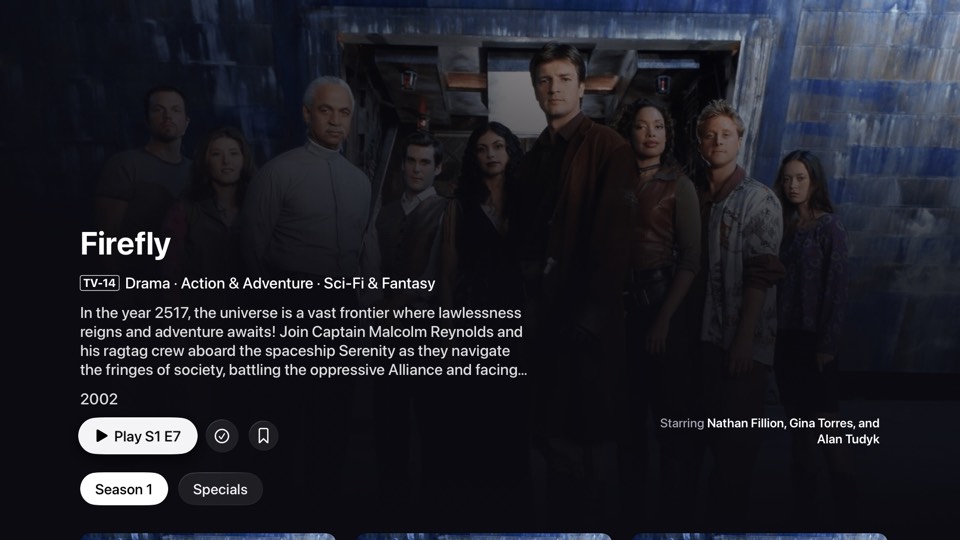 Firefly
TV-14 Drama · Action & Adventure · Sci-Fi & Fantasy
In the year 2517, the universe is a vast frontier where lawlessness
reigns and adventure awaits! Join Captain Malcolm Reynolds and
his ragtag crew aboard the spaceship Serenity as they navigate
the fringes of society, battling the oppressive Alliance and facing...
2002
Play S1 E7
Starring Nathan Fillion, Gina Torres, and
Alan Tudyk
Season 1
Specials